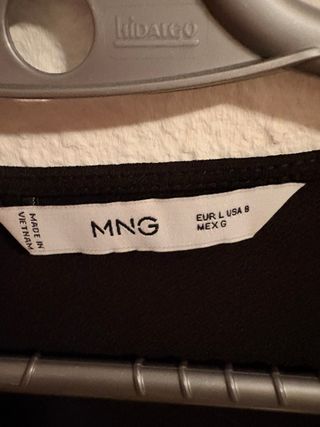 HIDALGO
MADE IN
VIETNAM
MNG
EUR L USA 8
MEX G